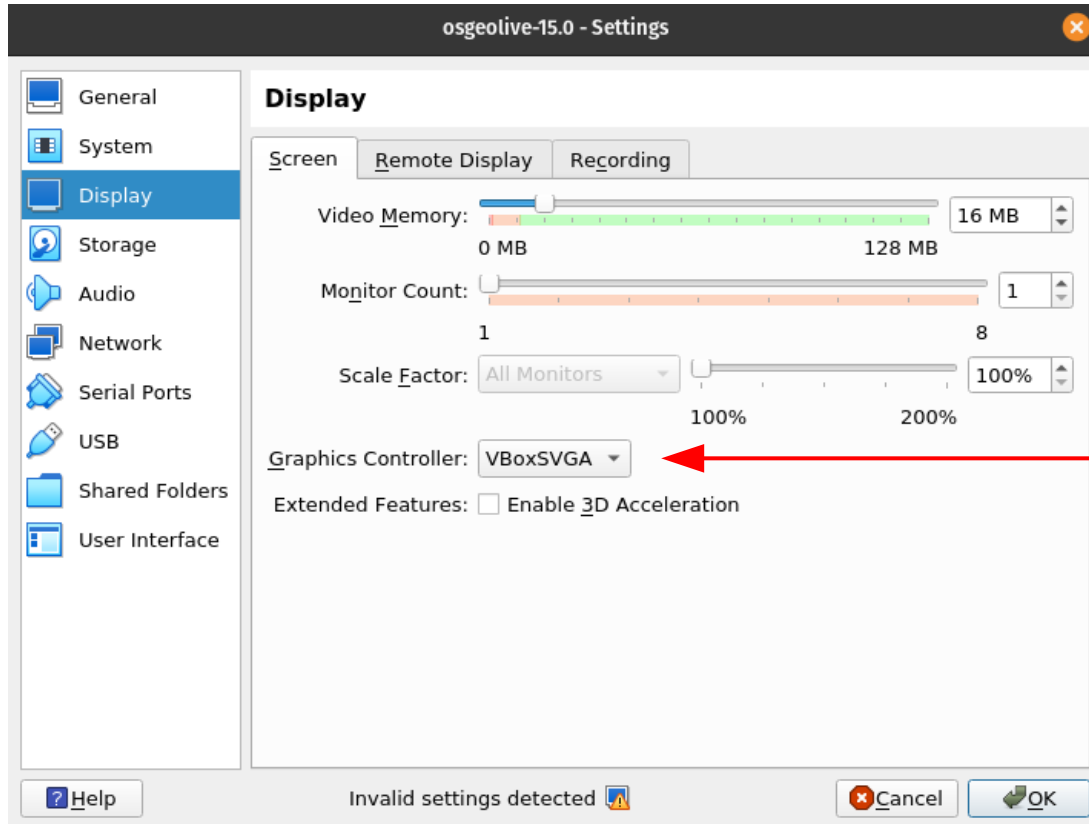 osgeolive-15.0 - Settings
General
System
Display
Storage
Audio
Network
Serial Ports
USB
Shared Folders
User Interface
Display
Screen
Remote Display
Recording
Video Memory:
16 MB
0 MB
128 MB
Monitor Count:
1
1
8
Scale Factor:
All Monitors
100%
100%
200%
Graphics Controller:
VBoxSVGA
Extended Features:
Enable 3D Acceleration
? Help
Invalid settings detected
Cancel
OK